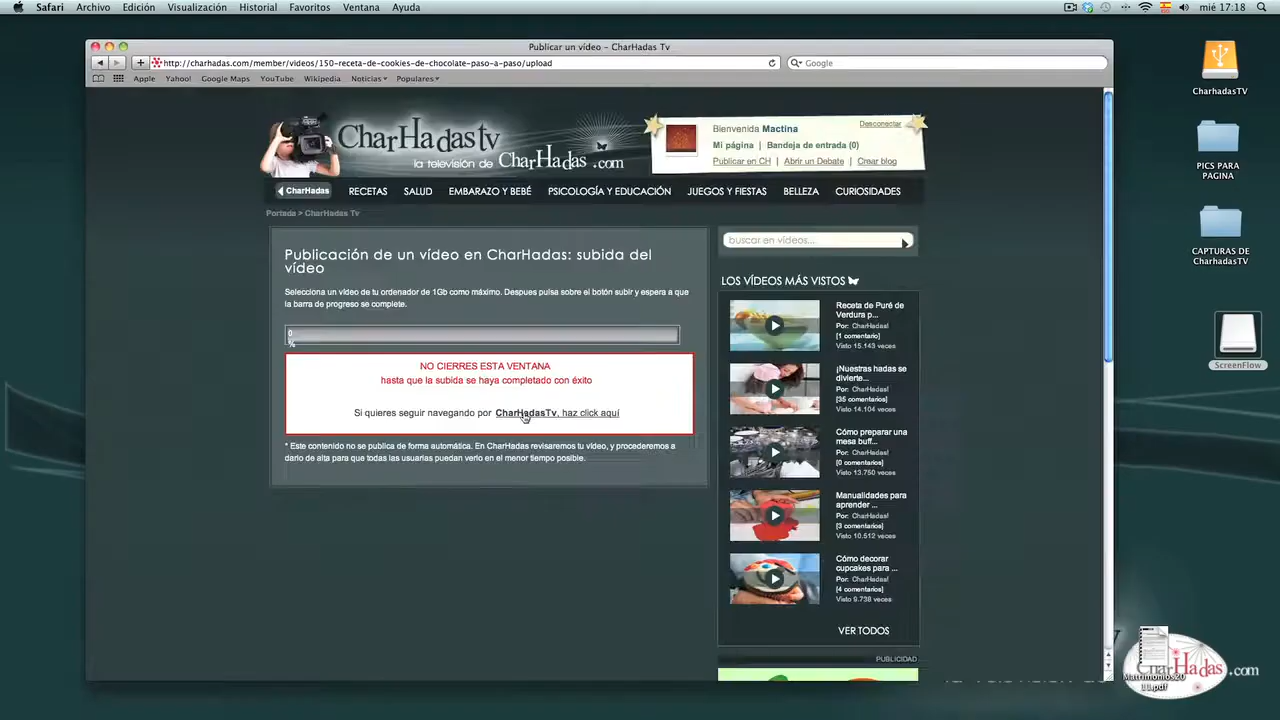 Safari Archivo Edición Visualización Historial Favoritos Ventana Ayuda mié 17:18
Publicar un vídeo – CharHadas Tv
http://charhadas.com/member/videos/150-receta-de-cookies-de-chocolate-paso-a-paso/upload Google
Apple Yahoo! Google Maps YouTube Wikipedia Noticias Populares
CharHadas tv
la televisión de CharHadas.com
Bienvenida Mactina Desconectar
Mi página | Bandeja de entrada (0)
Publicar en CH | Abrir un Debate | Crear blog
CharHadas RECETAS SALUD EMBARAZO Y BEBÉ PSICOLOGÍA Y EDUCACIÓN JUEGOS Y FIESTAS BELLEZA CURIOSIDADES
Portada > CharHadas Tv
Publicación de un vídeo en CharHadas: subida del
vídeo
Selecciona un vídeo de tu ordenador de 1Gb como máximo. Despues pulsa sobre el botón subir y espera a que
la barra de progreso se complete.
0
%
NO CIERRES ESTA VENTANA
hasta que la subida se haya completado con éxito
Si quieres seguir navegando por CharHadasTv, haz click aquí
* Este contenido no se publica de forma automática. En CharHadas revisaremos tu vídeo, y procederemos a
darlo de alta para que todas las usuarias puedan verlo en el menor tiempo posible.
buscar en vídeos...
LOS VÍDEOS MÁS VISTOS
Receta de Puré de
Verdura p...
Por: CharHadas!
[1 comentario]
Visto 15.143 veces
¡Nuestras hadas se
divierte...
Por: CharHadas!
[35 comentarios]
Visto 14.104 veces
Cómo preparar una
mesa buff...
Por: CharHadas!
[0 comentarios]
Visto 13.750 veces
Manualidades para
aprender ...
Por: CharHadas!
[3 comentarios]
Visto 10.512 veces
Cómo decorar
cupcakes para ...
Por: CharHadas!
[4 comentarios]
Visto 9.738 veces
VER TODOS
PUBLICIDAD
CharhadasTV
PICS PARA
PAGINA
CAPTURAS DE
CharhadasTV
ScreenFlow
CharHadas.com
Matrimonios20
11.pdf